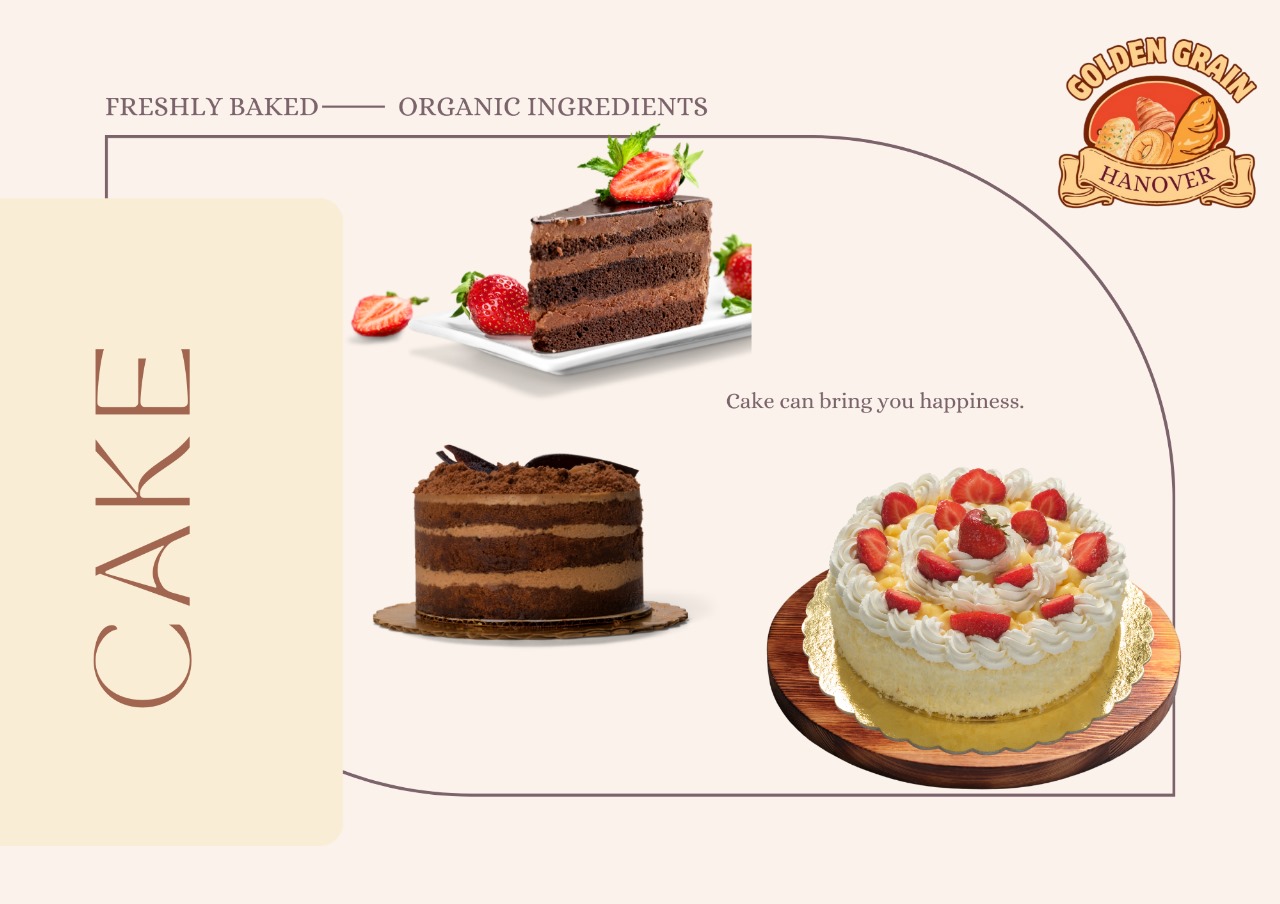 FRESHLY BAKED ORGANIC INGREDIENTS
GOLDEN GRAIN
HANOVER
CAKE
Cake can bring you happiness.